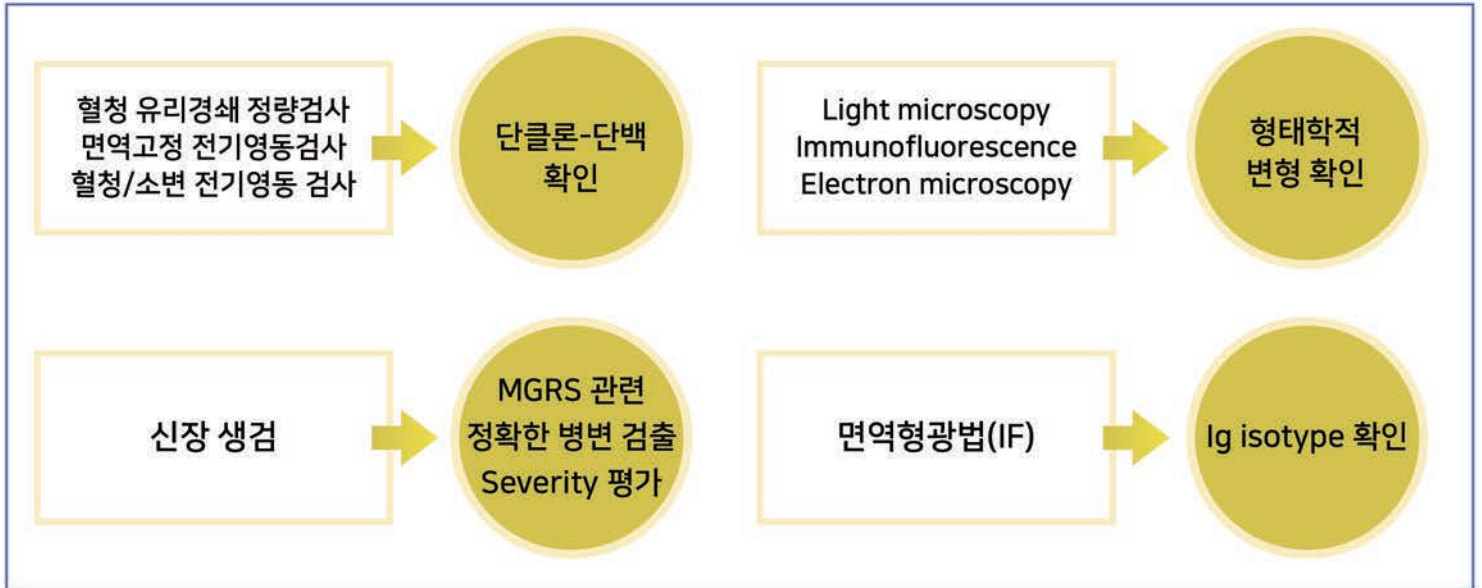 혈청 유리경쇄 정량검사
면역고정 전기영동검사
혈청/소변 전기영동 검사
단클론-단백
확인
Light microscopy
Immunofluorescence
Electron microscopy
형태학적
변형 확인
신장 생검
MGRS 관련
정확한 병변 검출
Severity 평가
면역형광법(IF)
Ig isotype 확인